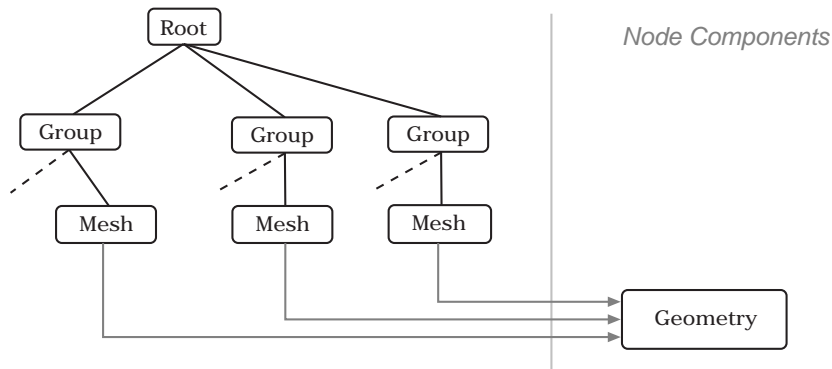 Root
Node Components
Group
Group
Group
Mesh
Mesh
Mesh
Geometry